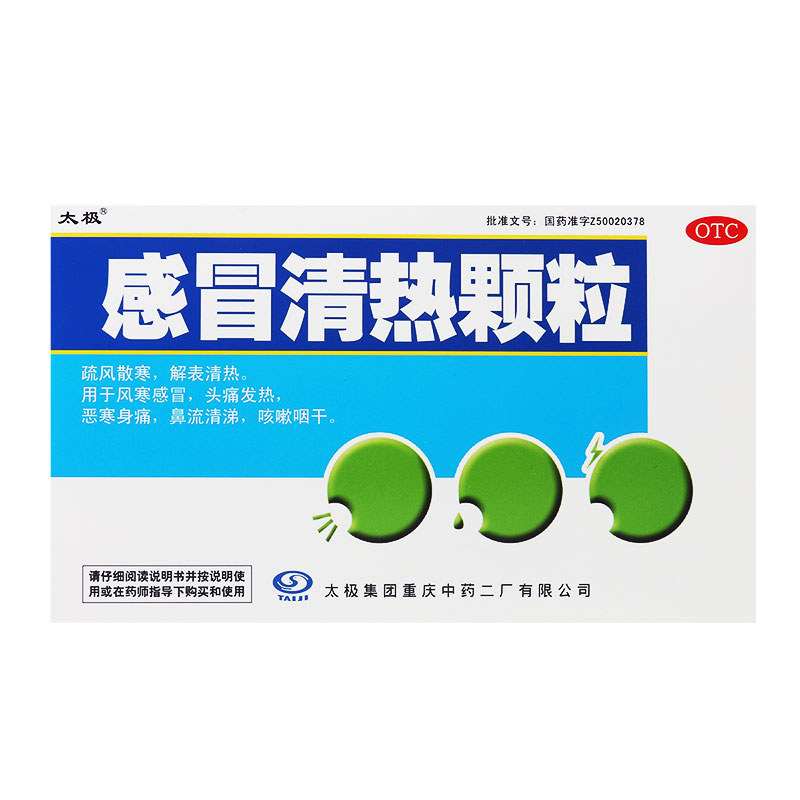 太极®
批准文号：国药准字Z50020378
OTC
感冒清热颗粒
疏风散寒，解表清热。
用于风寒感冒，头痛发热，
恶寒身痛，鼻流清涕，咳嗽咽干。
请仔细阅读说明书并按说明使
用或在药师指导下购买和使用
TAIJI
太极集团重庆中药二厂有限公司